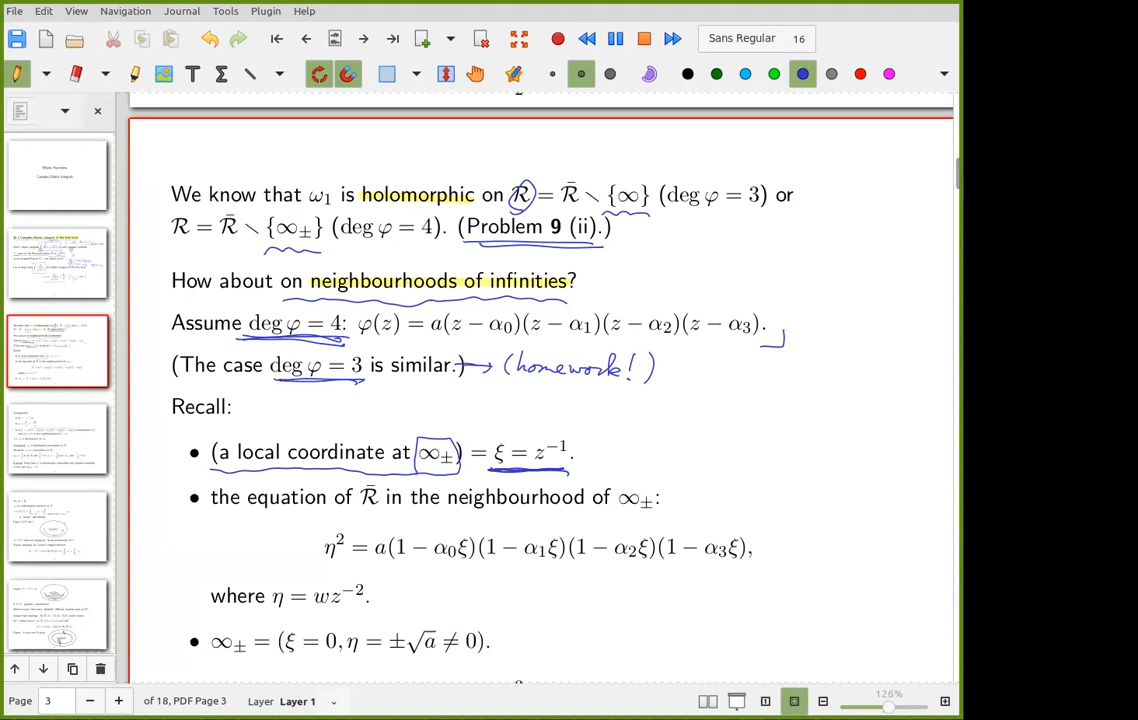 File Edit View Navigation Journal Tools Plugin Help
Sans Regular 16
We know that ω₁ is holomorphic on ℛ = ℛ̄ ∖ {∞} (deg φ = 3) or
ℛ = ℛ̄ ∖ {∞±} (deg φ = 4). (Problem 9 (ii).)
How about on neighbourhoods of infinities?
Assume deg φ = 4: φ(z) = a(z − α₀)(z − α₁)(z − α₂)(z − α₃).
(The case deg φ = 3 is similar.) → (homework!)
Recall:
• (a local coordinate at ∞±) = ξ = z⁻¹.
• the equation of ℛ̄ in the neighbourhood of ∞±:
η² = a(1 − α₀ξ)(1 − α₁ξ)(1 − α₂ξ)(1 − α₃ξ),
where η = wz⁻².
• ∞± = (ξ = 0, η = ±√a ≠ 0).
Page 3 of 18, PDF Page 3 Layer Layer 1 126%